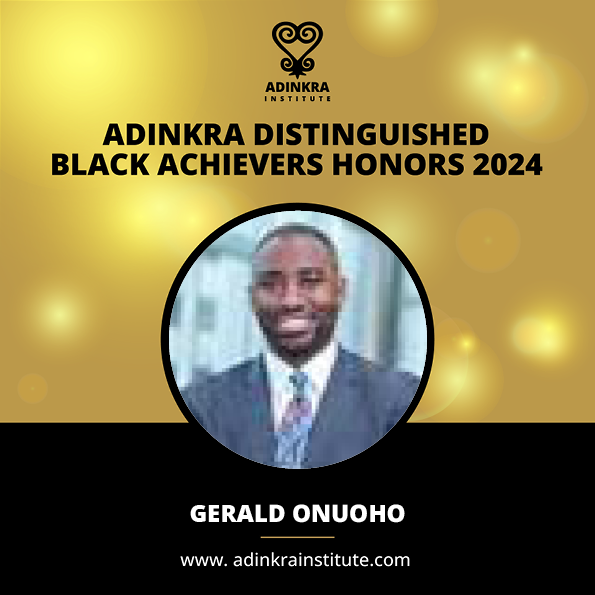 ADINKRA
INSTITUTE
ADINKRA DISTINGUISHED
BLACK ACHIEVERS HONORS 2024
GERALD ONUOHO
www. adinkrainstitute.com